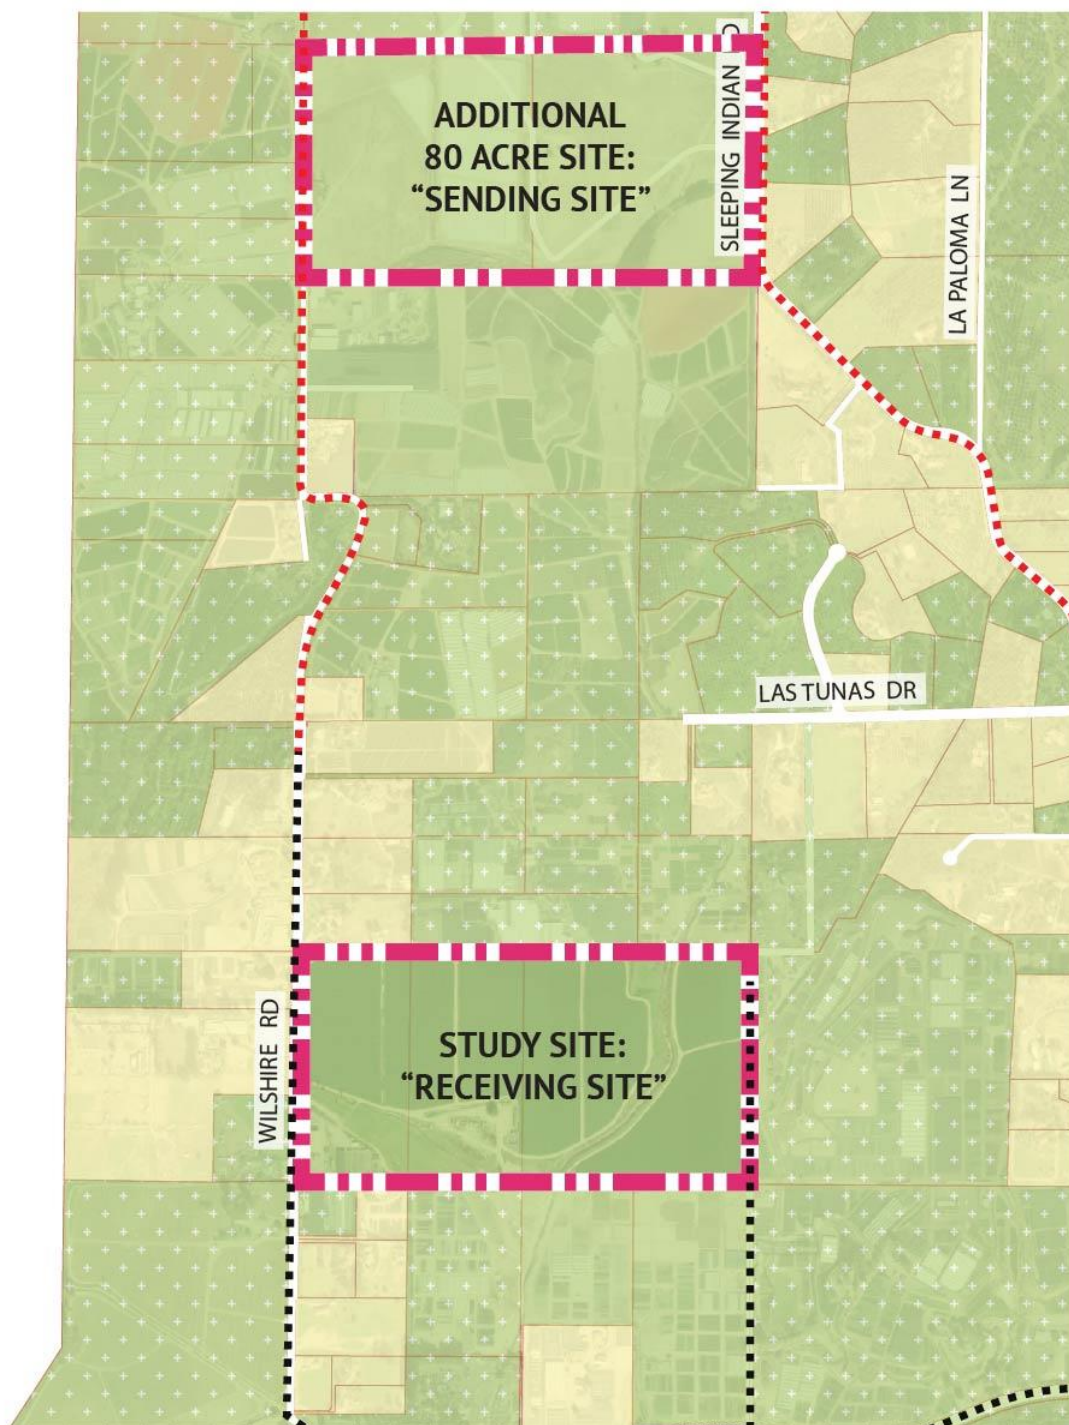 ADDITIONAL
80 ACRE SITE:
“SENDING SITE”
SLEEPING INDIAN
LA PALOMA LN
LAS TUNAS DR
WILSHIRE RD
STUDY SITE:
“RECEIVING SITE”